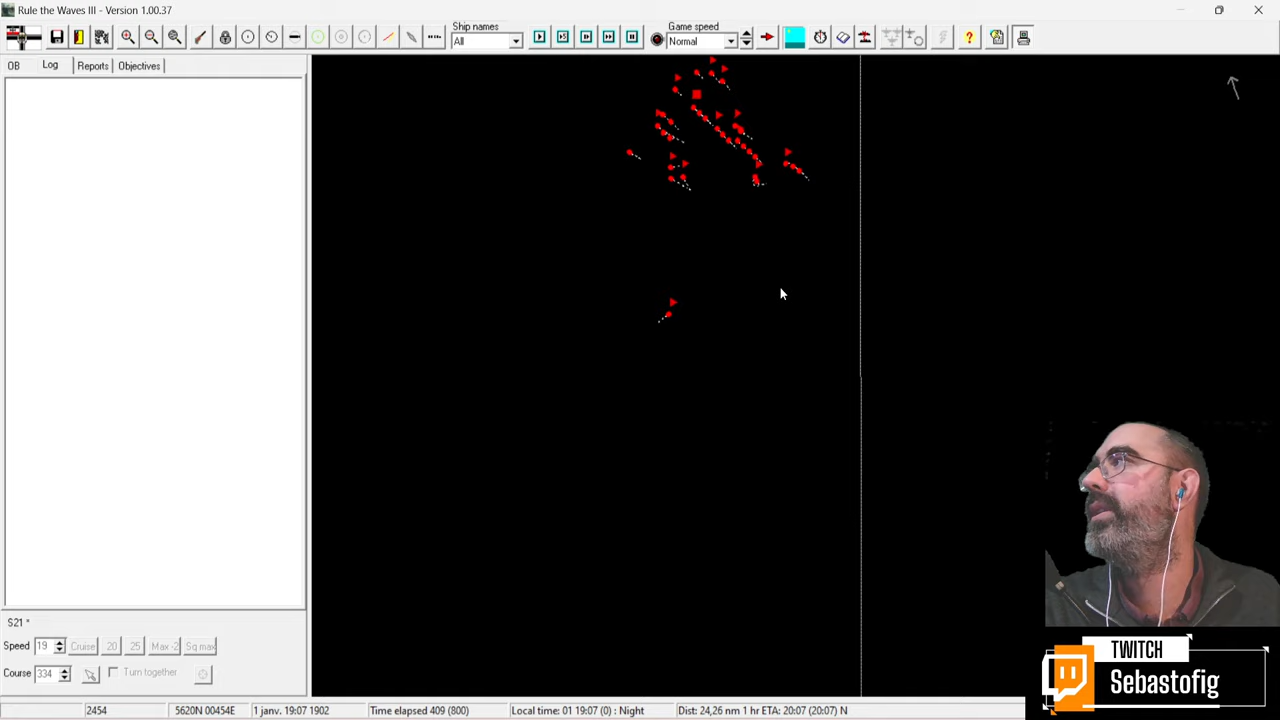 Rule the Waves III - Version 1.00.37
Ship names
All
Game speed
Normal
OB
Log
Reports
Objectives
S21 *
Speed
19
Cruise
20
25
Max -2
Sq max
Course
334
Turn together
2454
5620N 00454E
1 janv. 19:07 1902
Time elapsed 409 (800)
Local time: 01 19:07 (0) : Night
Dist: 24,26 nm 1 hr ETA: 20:07 (20:07) N
TWITCH
Sebastofig